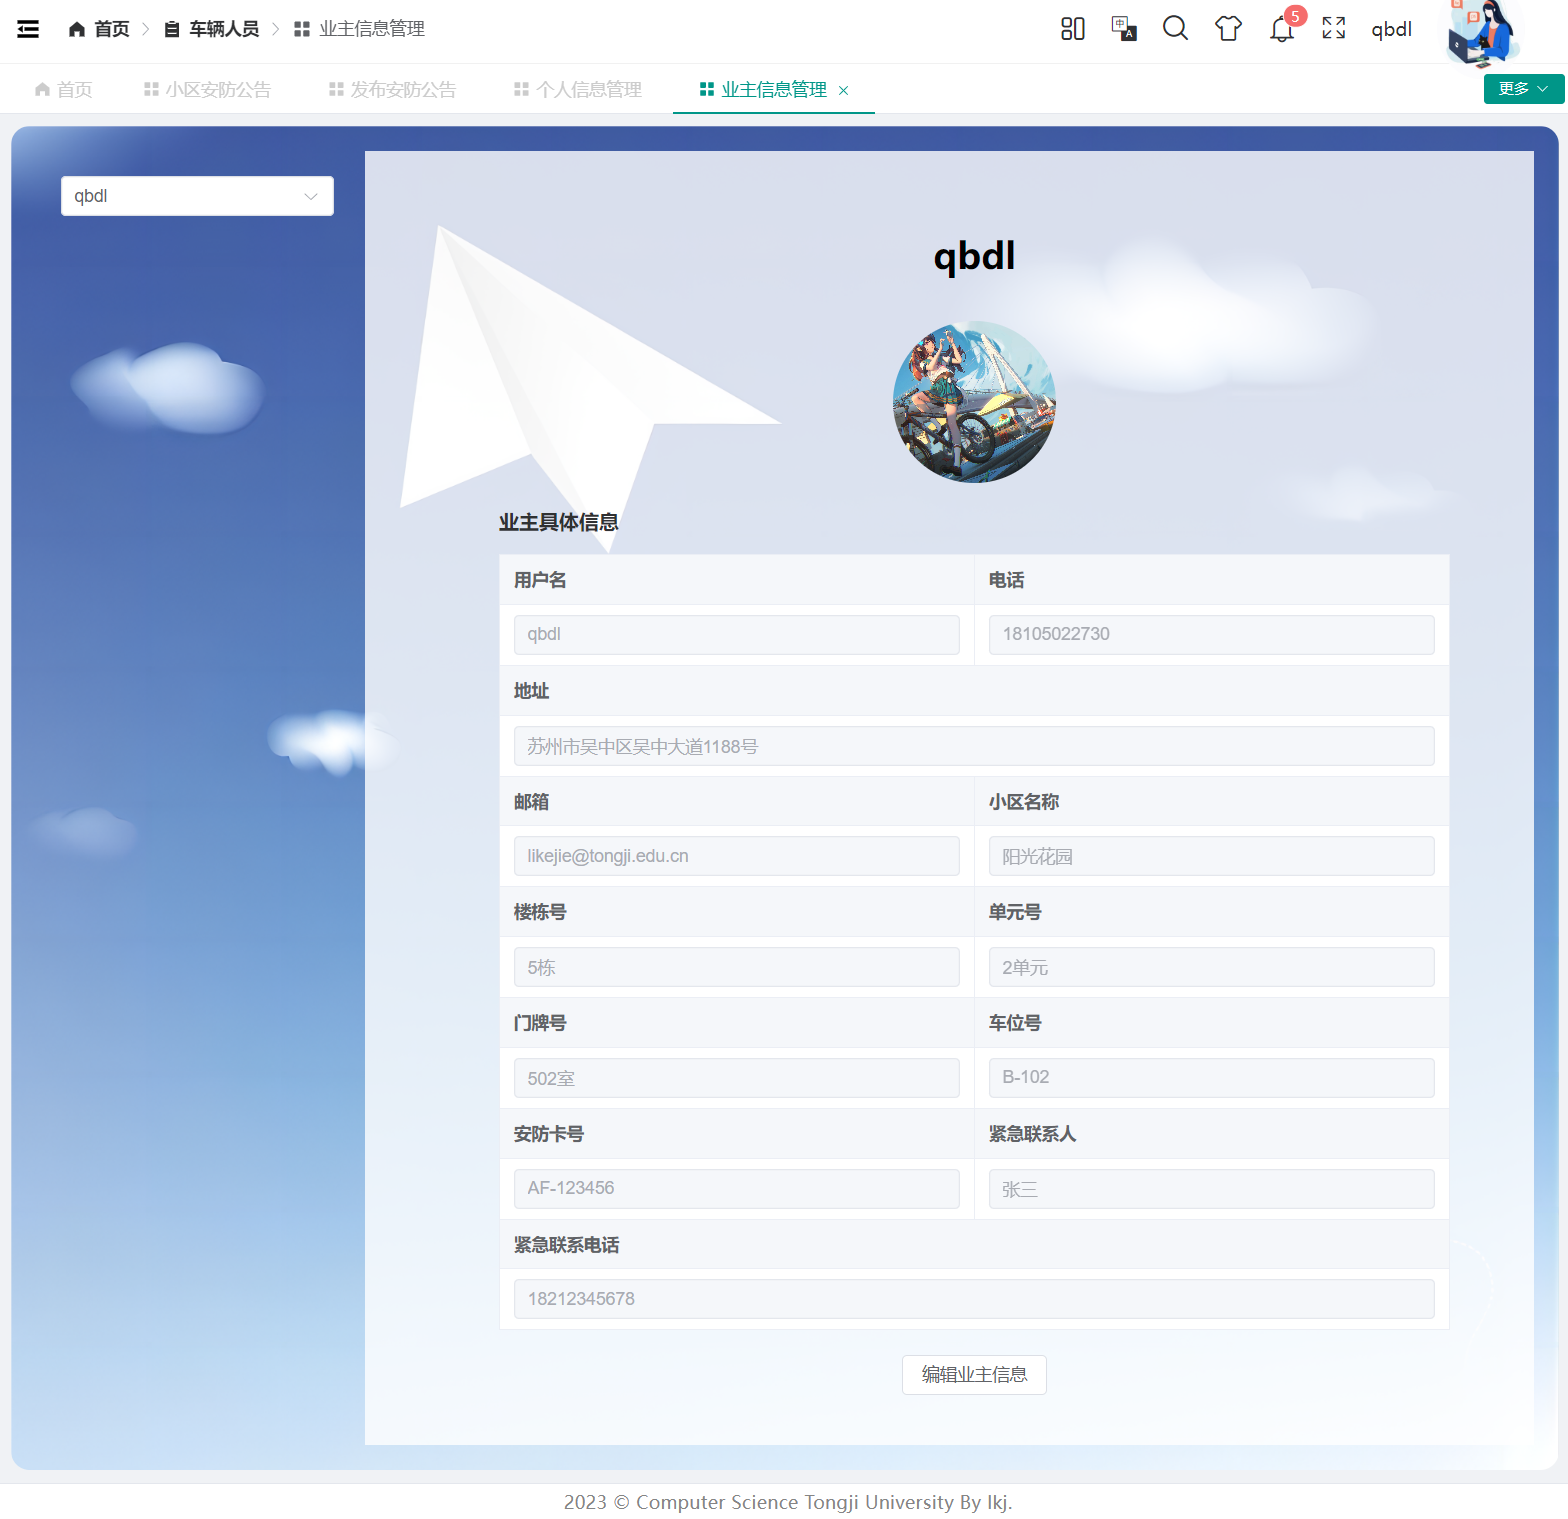 首页 车辆人员 业主信息管理 中 A 5 qbdl
首页 小区安防公告 发布安防公告 个人信息管理 业主信息管理 × 更多
qbdl
qbdl
业主具体信息
用户名 电话
qbdl 18105022730
地址
苏州市吴中区吴中大道1188号
邮箱 小区名称
likejie@tongji.edu.cn 阳光花园
楼栋号 单元号
5栋 2单元
门牌号 车位号
502室 B-102
安防卡号 紧急联系人
AF-123456 张三
紧急联系电话
18212345678
编辑业主信息
2023 © Computer Science Tongji University By lkj.